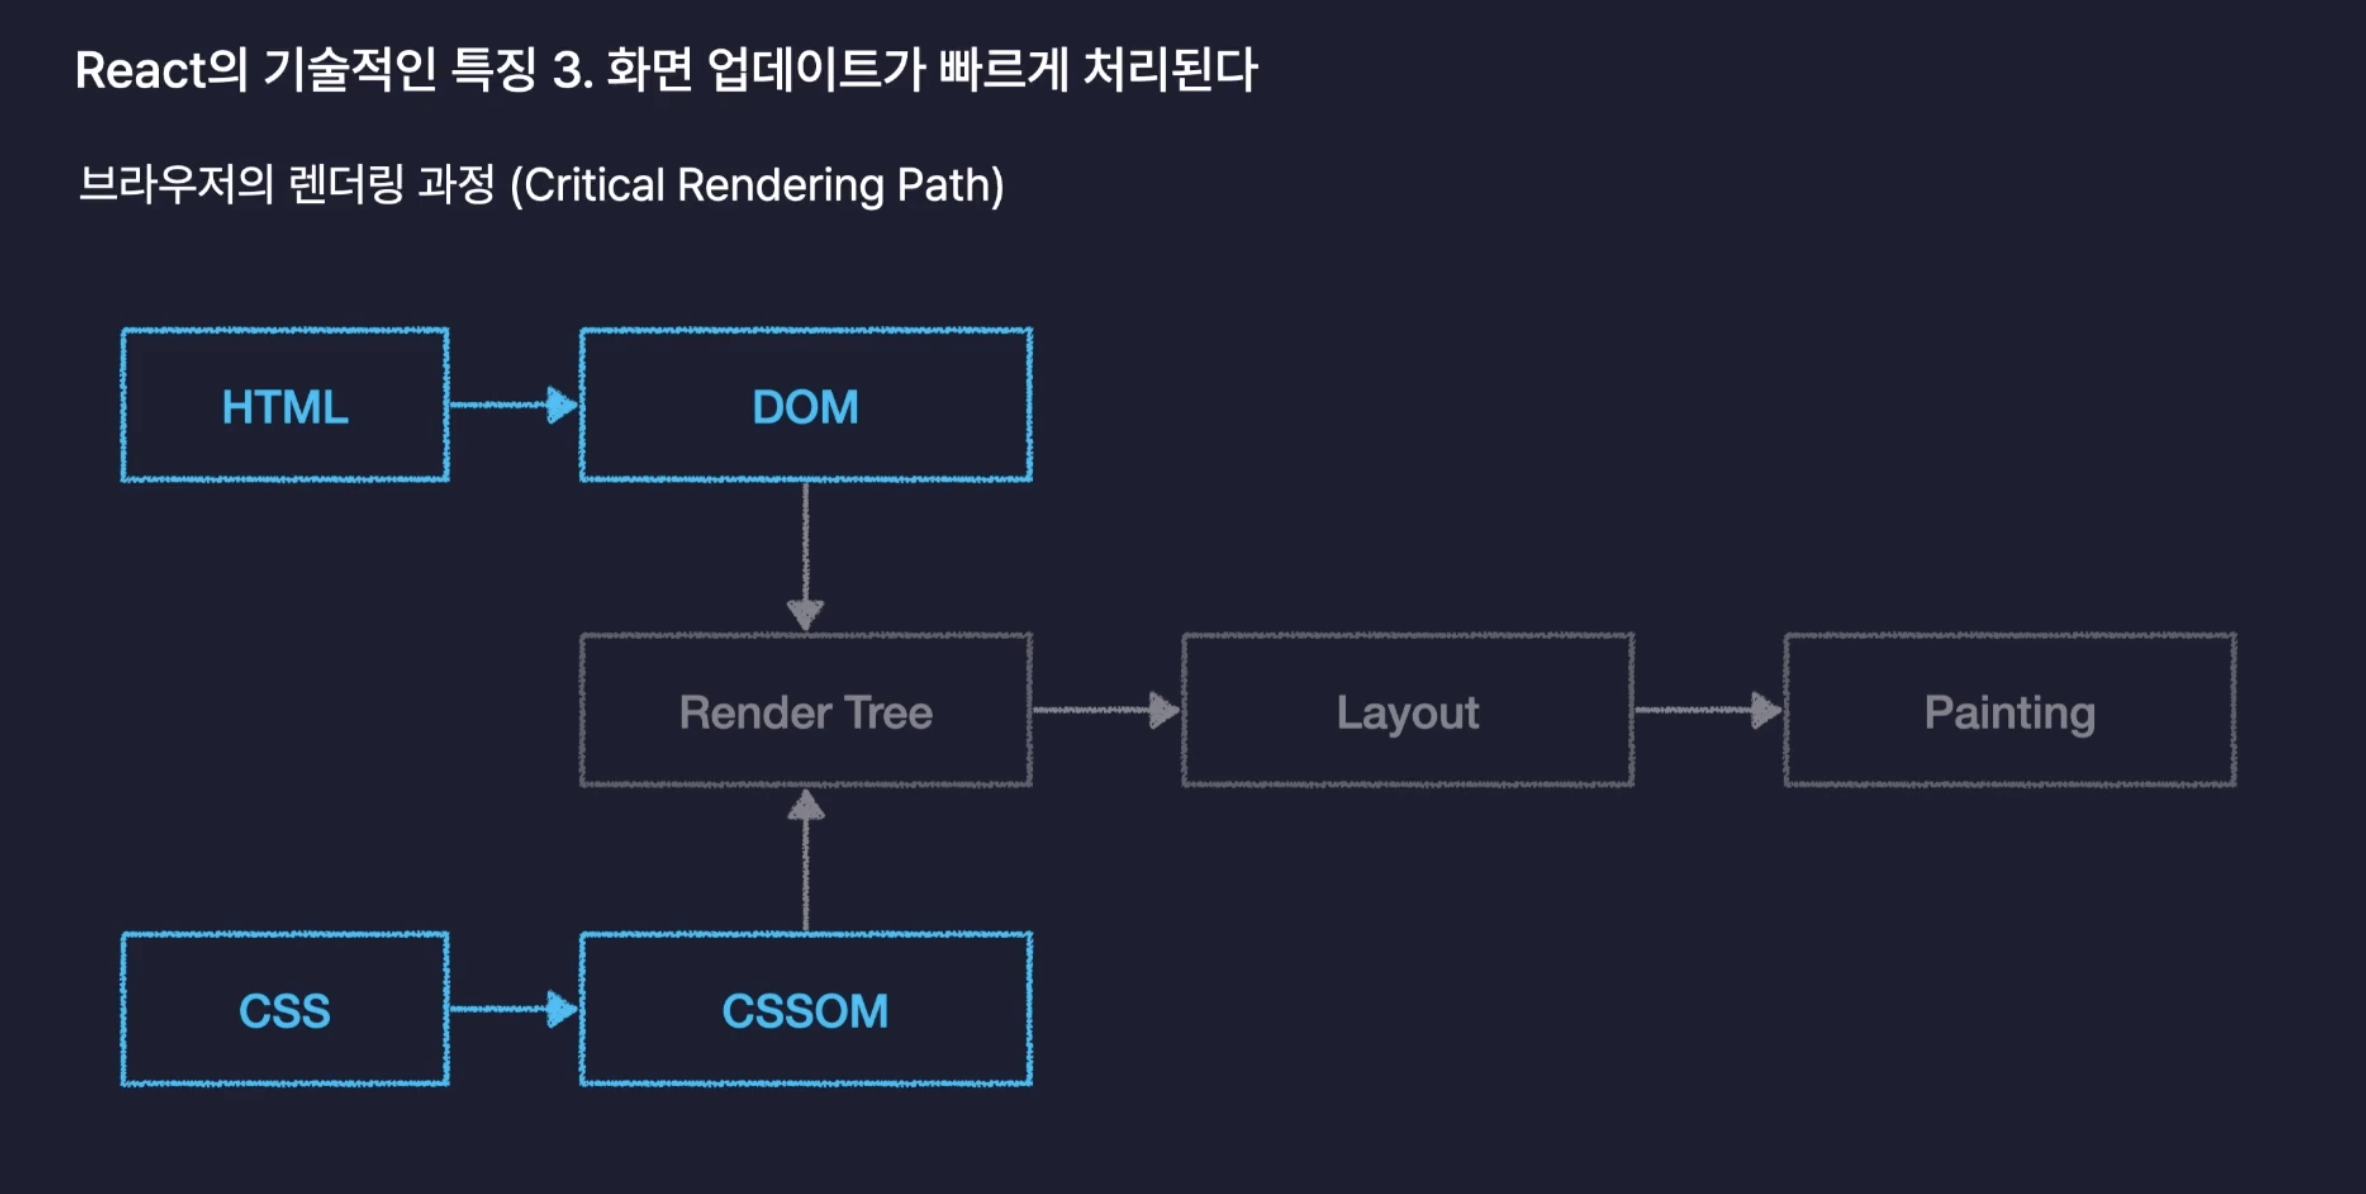 React의 기술적인 특징 3. 화면 업데이트가 빠르게 처리된다
브라우저의 렌더링 과정 (Critical Rendering Path)
HTML
DOM
Render Tree
Layout
Painting
CSS
CSSOM